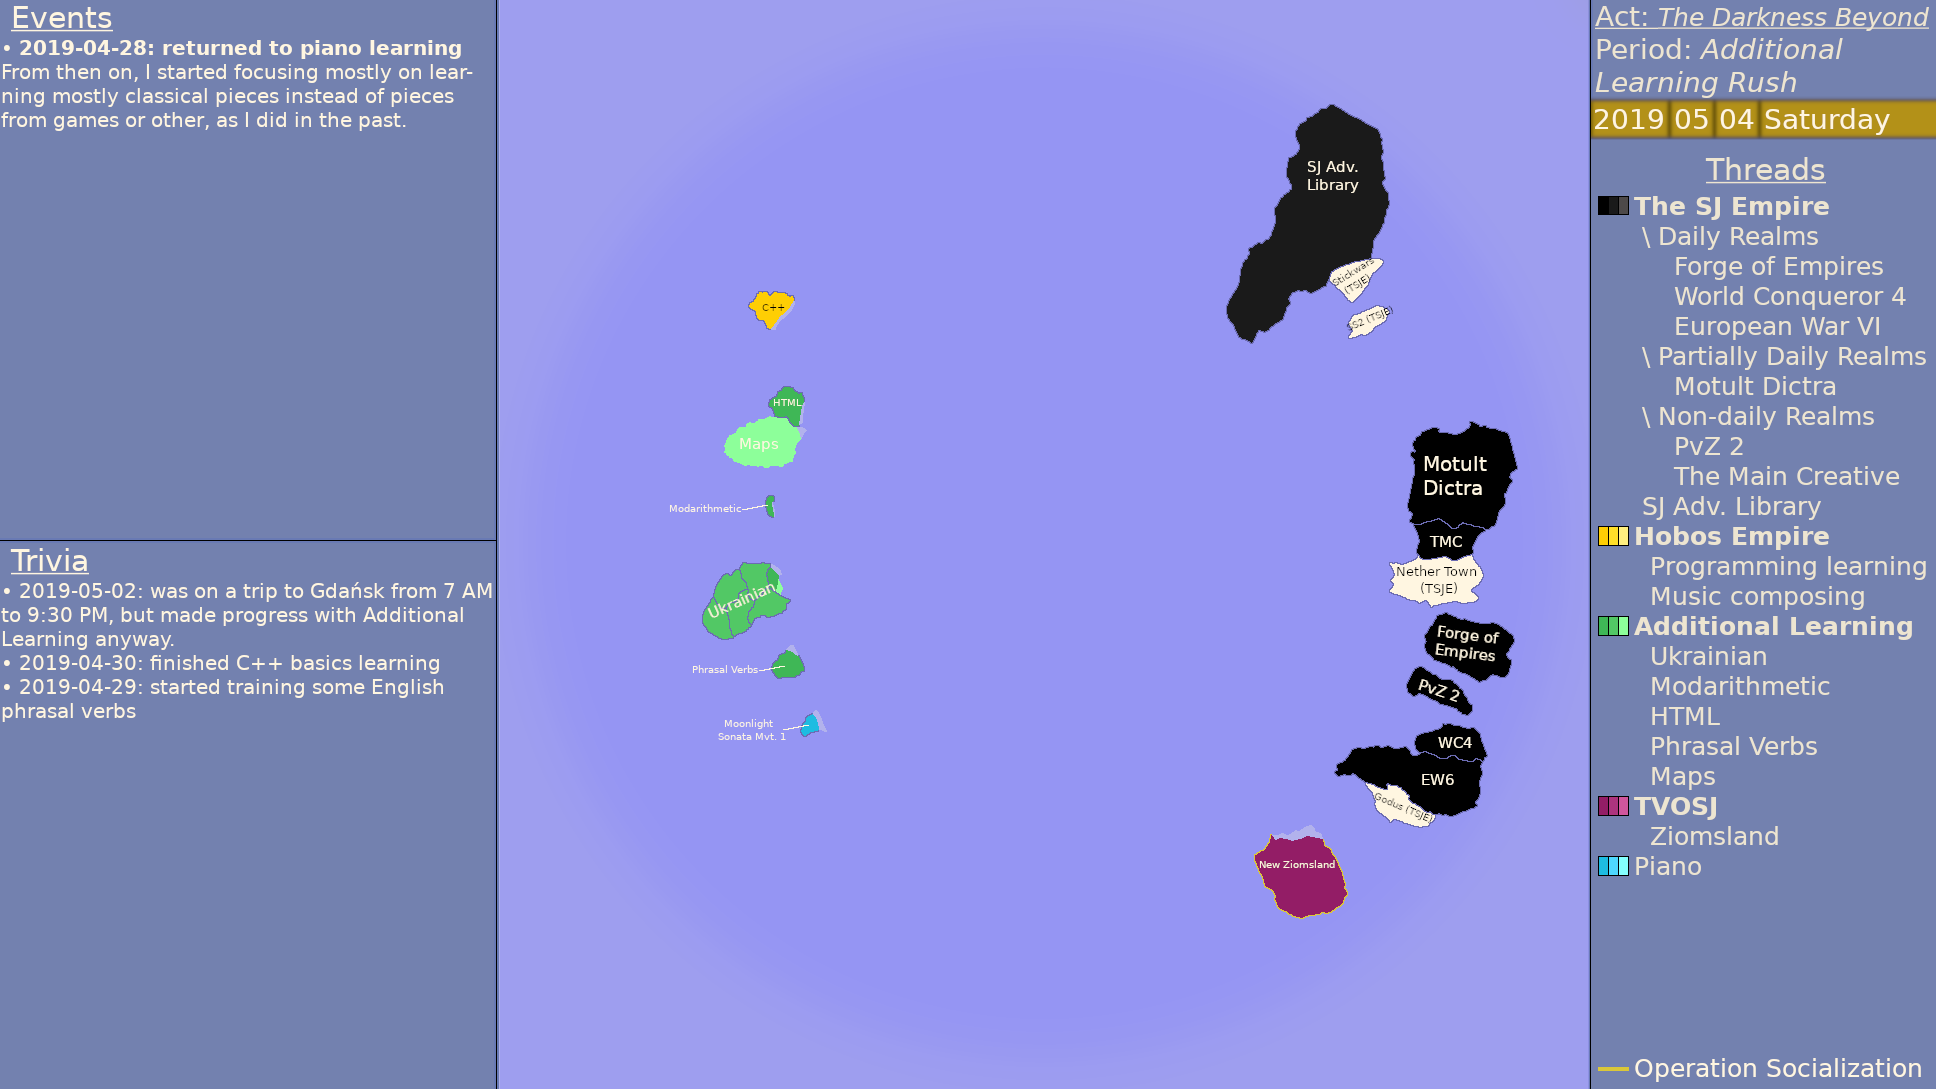 Events
• 2019-04-28: returned to piano learning
From then on, I started focusing mostly on lear-
ning mostly classical pieces instead of pieces
from games or other, as I did in the past.
Trivia
• 2019-05-02: was on a trip to Gdańsk from 7 AM
to 9:30 PM, but made progress with Additional
Learning anyway.
• 2019-04-30: finished C++ basics learning
• 2019-04-29: started training some English
phrasal verbs
C++
HTML
Maps
Modarithmetic
Ukrainian
Phrasal Verbs
Moonlight
Sonata Mvt. 1
SJ Adv.
Library
Stickwars
(TSJE)
S2 (TSJE)
Motult
Dictra
TMC
Nether Town
(TSJE)
Forge of
Empires
PvZ 2
WC4
EW6
Godus (TSJE)
New Ziomsland
Act: The Darkness Beyond
Period: Additional
Learning Rush
2019 05 04 Saturday
Threads
The SJ Empire
\ Daily Realms
Forge of Empires
World Conqueror 4
European War VI
\ Partially Daily Realms
Motult Dictra
\ Non-daily Realms
PvZ 2
The Main Creative
SJ Adv. Library
Hobos Empire
Programming learning
Music composing
Additional Learning
Ukrainian
Modarithmetic
HTML
Phrasal Verbs
Maps
TVOSJ
Ziomsland
Piano
Operation Socialization